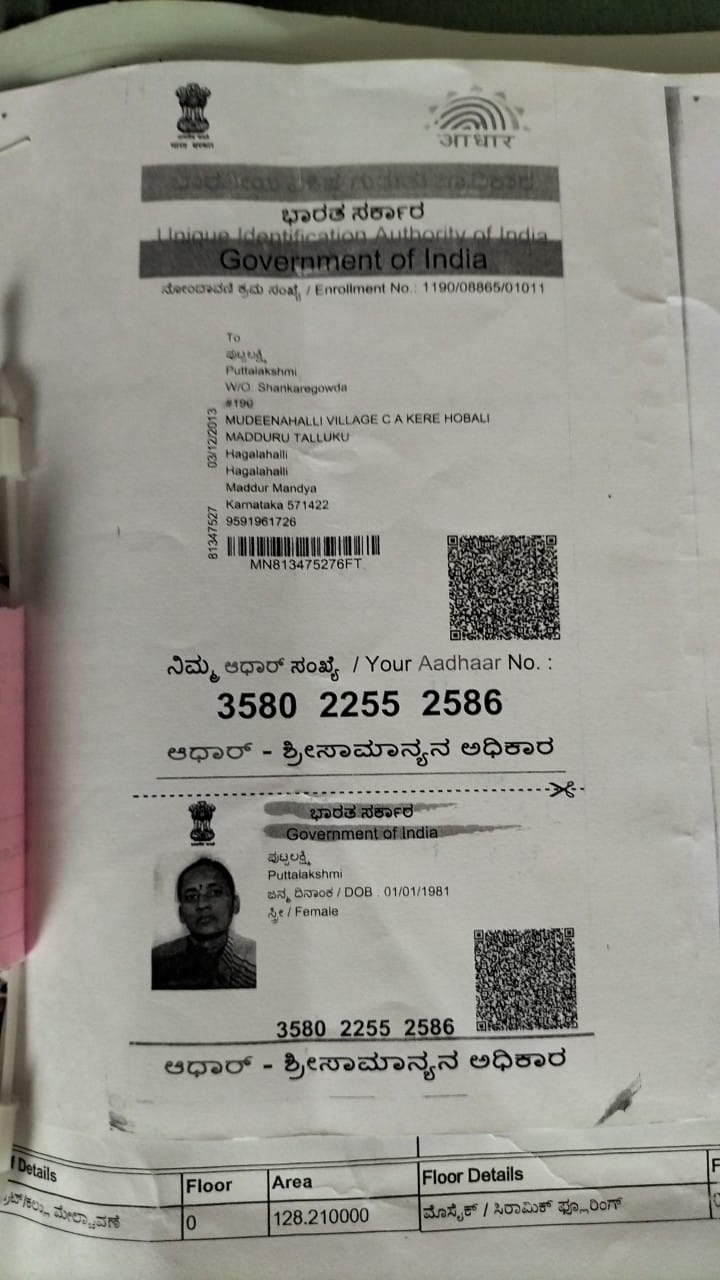 भारत सरकार
आधार
ಭಾರತ ಸರ್ಕಾರ
Unique Identification Authority of India
Government of India
ನೋಂದಾವಣಿ ಕ್ರಮ ಸಂಖ್ಯೆ / Enrollment No.: 1190/08865/01011
To
ಪುಟ್ಟಲಕ್ಷ್ಮಿ
Puttalakshmi
W/O. Shankaregowda
#190
MUDEENAHALLI VILLAGE C A KERE HOBALI
MADDURU TALLUKU
Hagalahalli
Hagalahalli
Maddur Mandya
Karnataka 571422
9591961726
81347527 03/12/2013
MN813475276FT
ನಿಮ್ಮ ಆಧಾರ್ ಸಂಖ್ಯೆ / Your Aadhaar No. :
3580 2255 2586
ಆಧಾರ್ - ಶ್ರೀಸಾಮಾನ್ಯನ ಅಧಿಕಾರ
ಭಾರತ ಸರ್ಕಾರ
Government of India
ಪುಟ್ಟಲಕ್ಷ್ಮಿ
Puttalakshmi
ಜನ್ಮ ದಿನಾಂಕ / DOB : 01/01/1981
ಸ್ತ್ರೀ / Female
3580 2255 2586
ಆಧಾರ್ - ಶ್ರೀಸಾಮಾನ್ಯನ ಅಧಿಕಾರ
Details Floor Area Floor Details
ಮೇಲ್ಛಾವಣಿ 0 128.210000 ಮೊಸೈಕ್ / ಸಿರಾಮಿಕ್ ಫ್ಲೂರಿಂಗ್